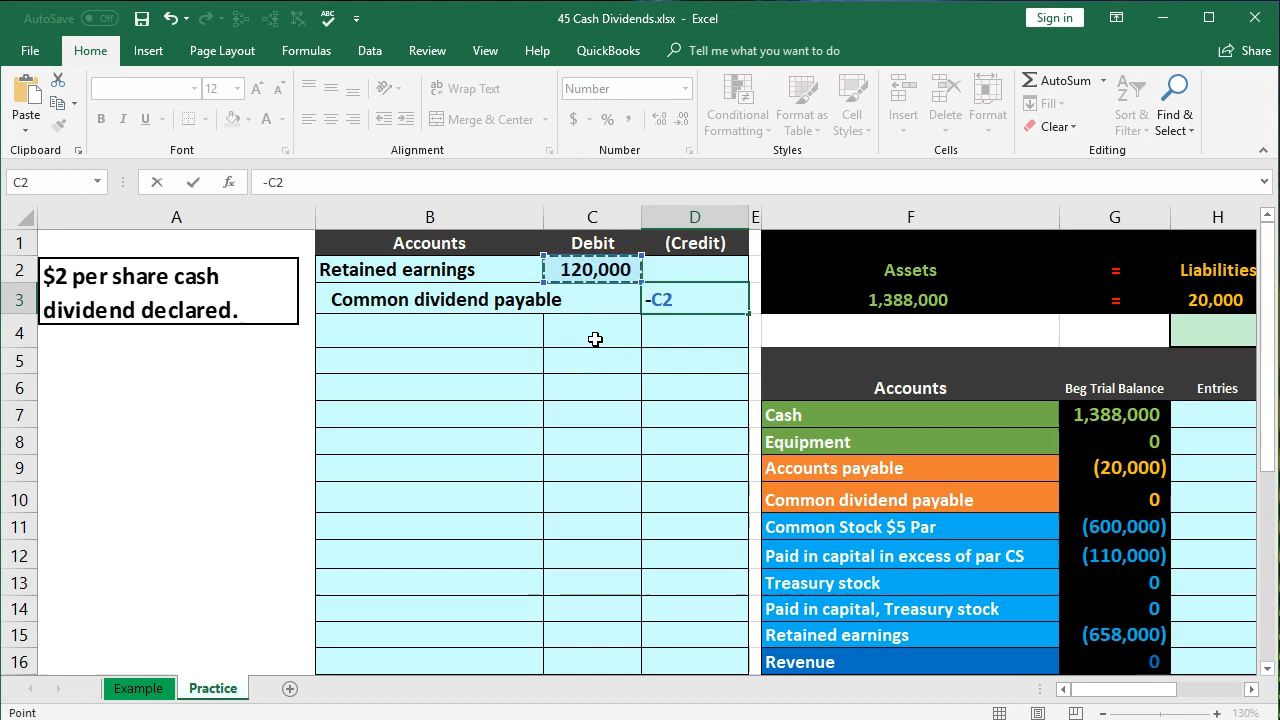 AutoSave Off
45 Cash Dividends.xlsx - Excel
Sign in
File Home Insert Page Layout Formulas Data Review View Help QuickBooks Tell me what you want to do Share
Paste
Clipboard
12
B I U
Font
Wrap Text
Merge & Center
Alignment
Number
$ % ,
Number
Conditional Formatting
Format as Table
Cell Styles
Styles
Insert Delete Format
Cells
AutoSum
Fill
Clear
Sort & Filter
Find & Select
Editing
C2 fx -C2
A B C D E F G H
1 Accounts Debit (Credit)
2 Retained earnings 120,000 Assets = Liabilities
3 Common dividend payable -C2 1,388,000 = 20,000
$2 per share cash
dividend declared.
4
5
6 Accounts Beg Trial Balance Entries
7 Cash 1,388,000
8 Equipment 0
9 Accounts payable (20,000)
10 Common dividend payable 0
11 Common Stock $5 Par (600,000)
12 Paid in capital in excess of par CS (110,000)
13 Treasury stock 0
14 Paid in capital, Treasury stock 0
15 Retained earnings (658,000)
16 Revenue 0
Example Practice
Point 130%